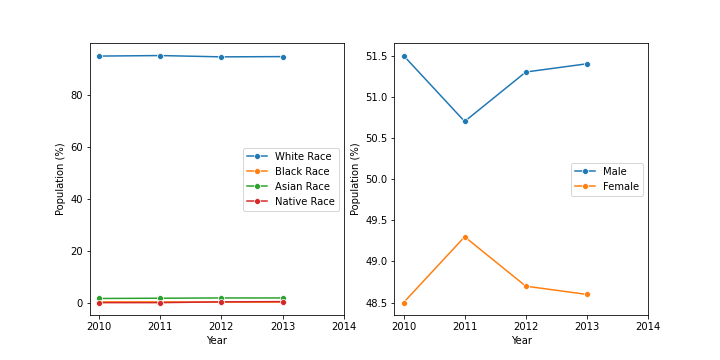 80
60
40
20
0
Population (%)
2010 2011 2012 2013 2014
Year
White Race
Black Race
Asian Race
Native Race
51.5
51.0
50.5
50.0
49.5
49.0
48.5
Population (%)
2010 2011 2012 2013 2014
Year
Male
Female